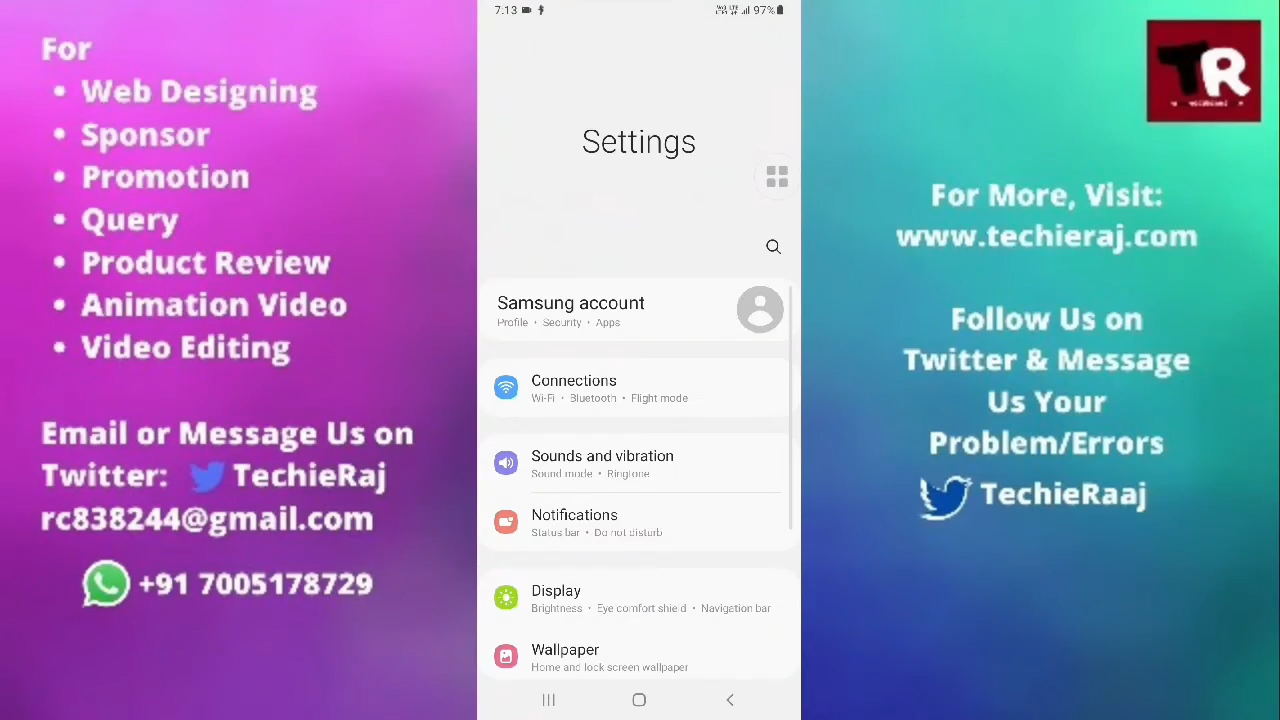 For
• Web Designing
• Sponsor
• Promotion
• Query
• Product Review
• Animation Video
• Video Editing
Email or Message Us on
Twitter: TechieRaj
rc838244@gmail.com
+91 7005178729
7:13
97%
Settings
Samsung account
Profile • Security • Apps
Connections
Wi-Fi • Bluetooth • Flight mode
Sounds and vibration
Sound mode • Ringtone
Notifications
Status bar • Do not disturb
Display
Brightness • Eye comfort shield • Navigation bar
Wallpaper
Home and lock screen wallpaper
TR
For More, Visit:
www.techieraj.com
Follow Us on
Twitter & Message
Us Your
Problem/Errors
TechieRaaj